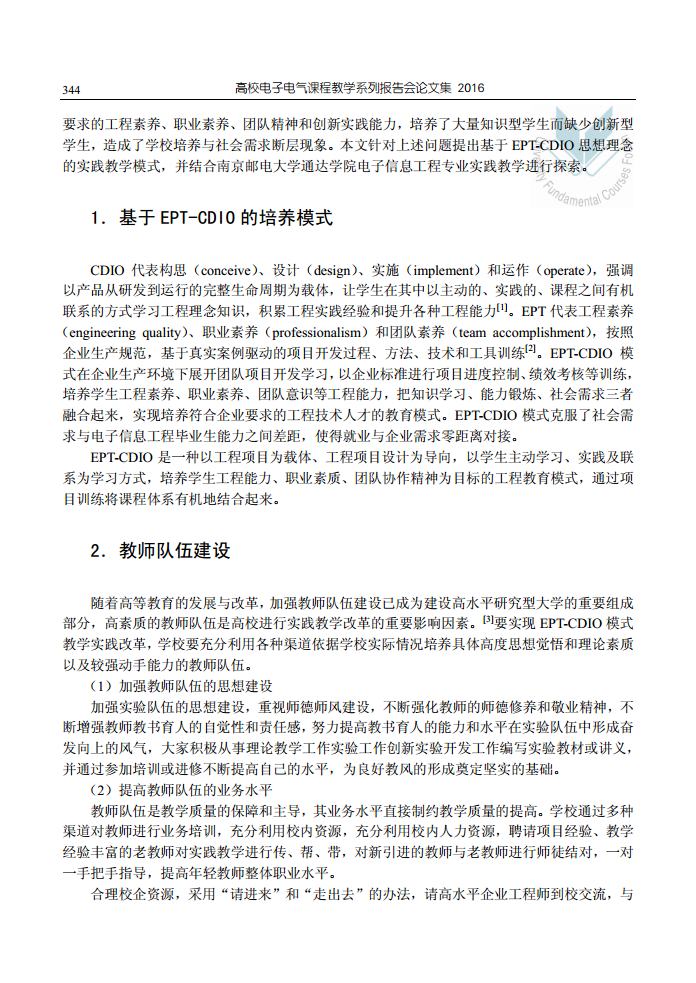 344
高校电子电气课程教学系列报告会论文集 2016
要求的工程素养、职业素养、团队精神和创新实践能力，培养了大量知识型学生而缺少创新型
学生，造成了学校培养与社会需求断层现象。本文针对上述问题提出基于 EPT-CDIO 思想理念
的实践教学模式，并结合南京邮电大学通达学院电子信息工程专业实践教学进行探索。
1．基于 EPT-CDIO 的培养模式
CDIO 代表构思（conceive）、设计（design）、实施（implement）和运作（operate），强调
以产品从研发到运行的完整生命周期为载体，让学生在其中以主动的、实践的、课程之间有机
联系的方式学习工程理念知识，积累工程实践经验和提升各种工程能力[1]。EPT 代表工程素养
（engineering quality）、职业素养（professionalism）和团队素养（team accomplishment），按照
企业生产规范，基于真实案例驱动的项目开发过程、方法、技术和工具训练[2]。EPT-CDIO 模
式在企业生产环境下展开团队项目开发学习，以企业标准进行项目进度控制、绩效考核等训练，
培养学生工程素养、职业素养、团队意识等工程能力，把知识学习、能力锻炼、社会需求三者
融合起来，实现培养符合企业要求的工程技术人才的教育模式。EPT-CDIO 模式克服了社会需
求与电子信息工程毕业生能力之间差距，使得就业与企业需求零距离对接。
EPT-CDIO 是一种以工程项目为载体、工程项目设计为导向，以学生主动学习、实践及联
系为学习方式，培养学生工程能力、职业素质、团队协作精神为目标的工程教育模式，通过项
目训练将课程体系有机地结合起来。
2．教师队伍建设
随着高等教育的发展与改革，加强教师队伍建设已成为建设高水平研究型大学的重要组成
部分，高素质的教师队伍是高校进行实践教学改革的重要影响因素。[3]要实现 EPT-CDIO 模式
教学实践改革，学校要充分利用各种渠道依据学校实际情况培养具体高度思想觉悟和理论素质
以及较强动手能力的教师队伍。
（1）加强教师队伍的思想建设
加强实验队伍的思想建设，重视师德师风建设，不断强化教师的师德修养和敬业精神，不
断增强教师教书育人的自觉性和责任感，努力提高教书育人的能力和水平在实验队伍中形成奋
发向上的风气，大家积极从事理论教学工作实验工作创新实验开发工作编写实验教材或讲义，
并通过参加培训或进修不断提高自己的水平，为良好教风的形成奠定坚实的基础。
（2）提高教师队伍的业务水平
教师队伍是教学质量的保障和主导，其业务水平直接制约教学质量的提高。学校通过多种
渠道对教师进行业务培训，充分利用校内资源，充分利用校内人力资源，聘请项目经验、教学
经验丰富的老教师对实践教学进行传、帮、带，对新引进的教师与老教师进行师徒结对，一对
一手把手指导，提高年轻教师整体职业水平。
合理校企资源，采用“请进来”和“走出去”的办法，请高水平企业工程师到校交流，与
Fundamental Courses